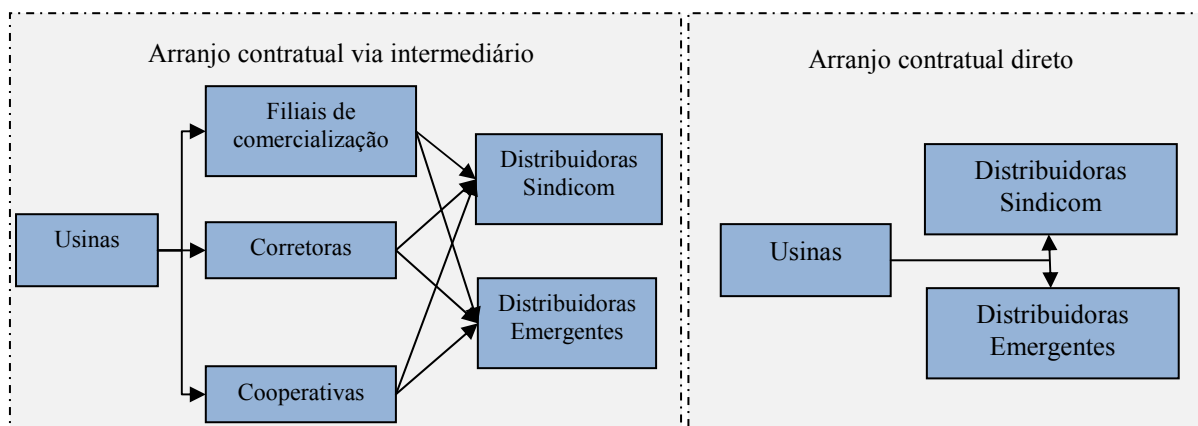 Arranjo contratual via intermediário
Filiais de
comercialização
Distribuidoras
Sindicom
Usinas
Corretoras
Distribuidoras
Emergentes
Cooperativas
Arranjo contratual direto
Distribuidoras
Sindicom
Usinas
Distribuidoras
Emergentes